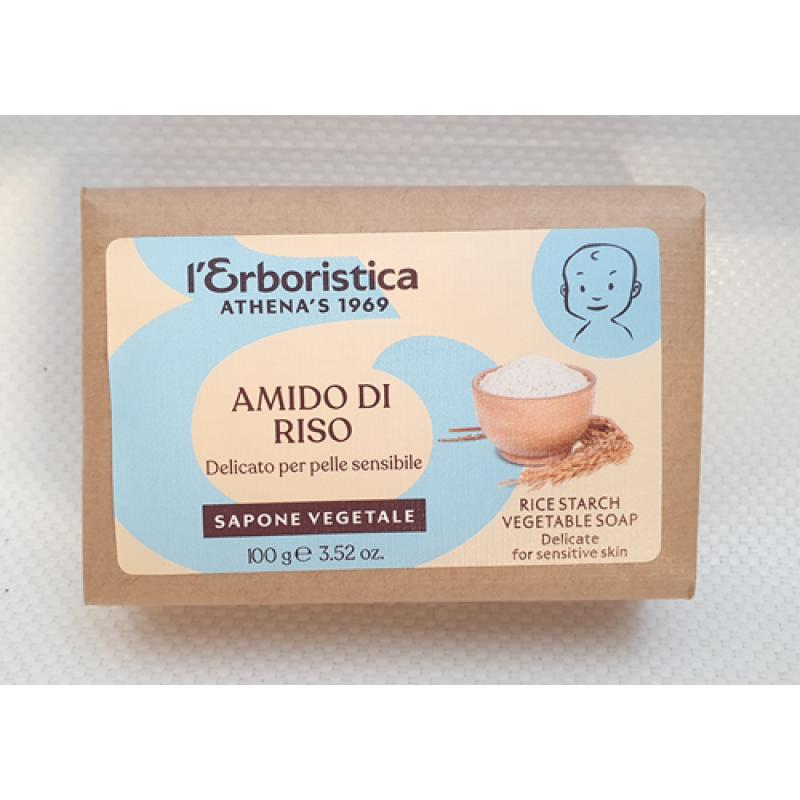 l'Erboristica
ATHENA'S 1969
AMIDO DI
RISO
Delicato per pelle sensibile
SAPONE VEGETALE
100 g ℮ 3.52 oz.
RICE STARCH
VEGETABLE SOAP
Delicate
for sensitive skin